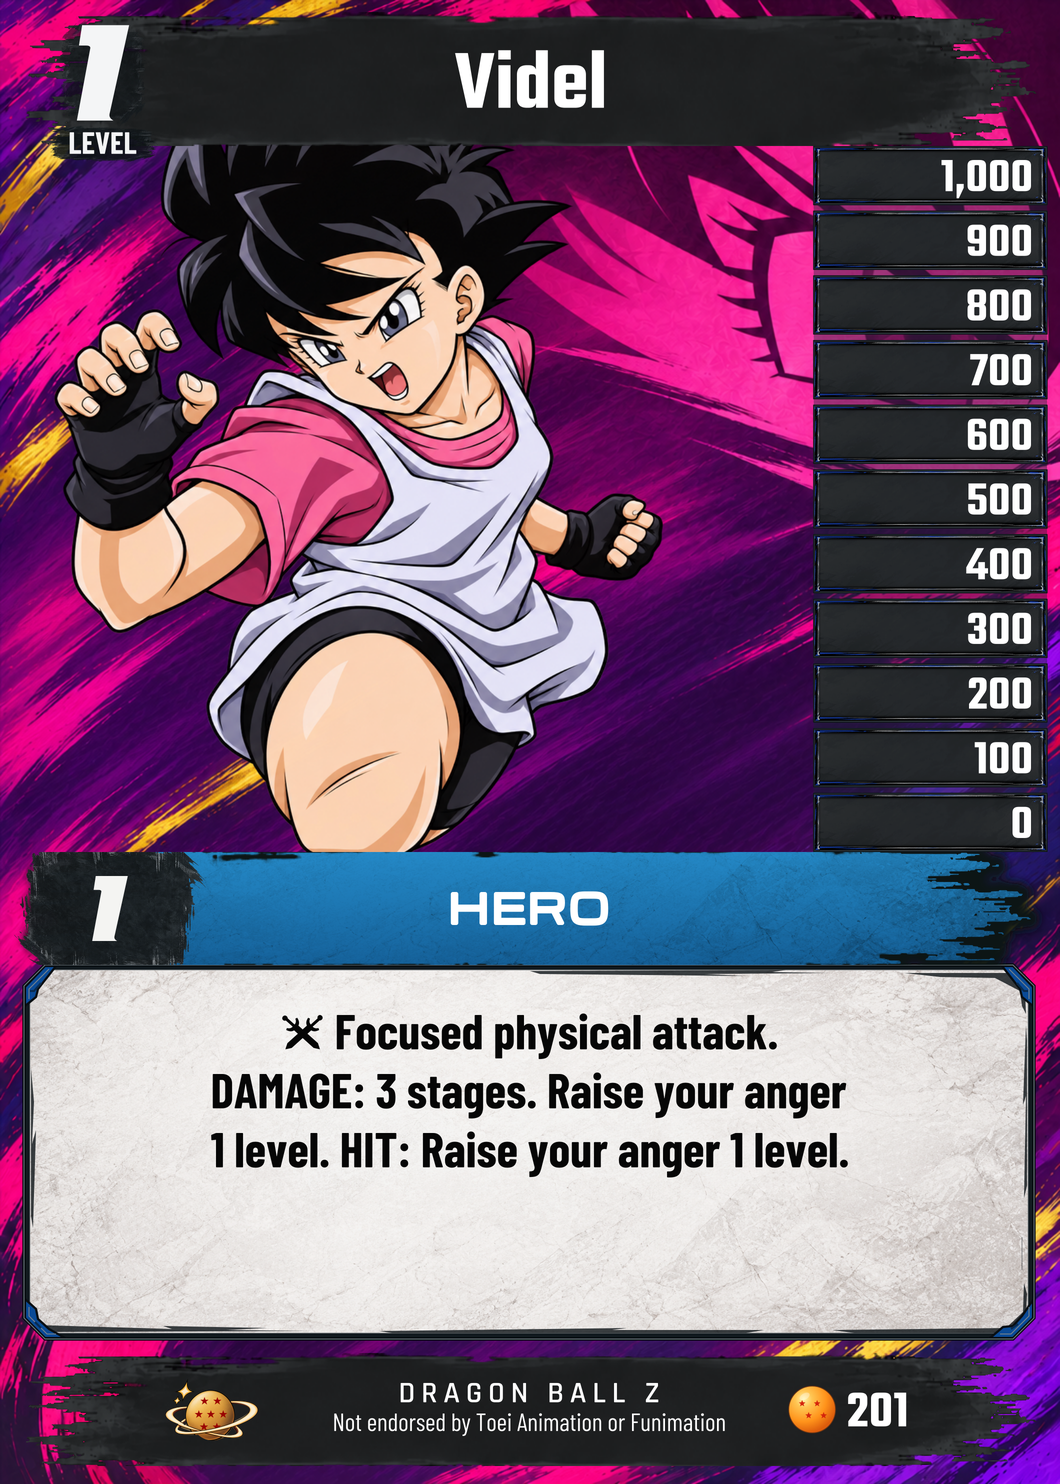 1
LEVEL
Videl
1,000
900
800
700
600
500
400
300
200
100
0
1
HERO
Focused physical attack.
DAMAGE: 3 stages. Raise your anger
1 level. HIT: Raise your anger 1 level.
DRAGON BALL Z
Not endorsed by Toei Animation or Funimation
201